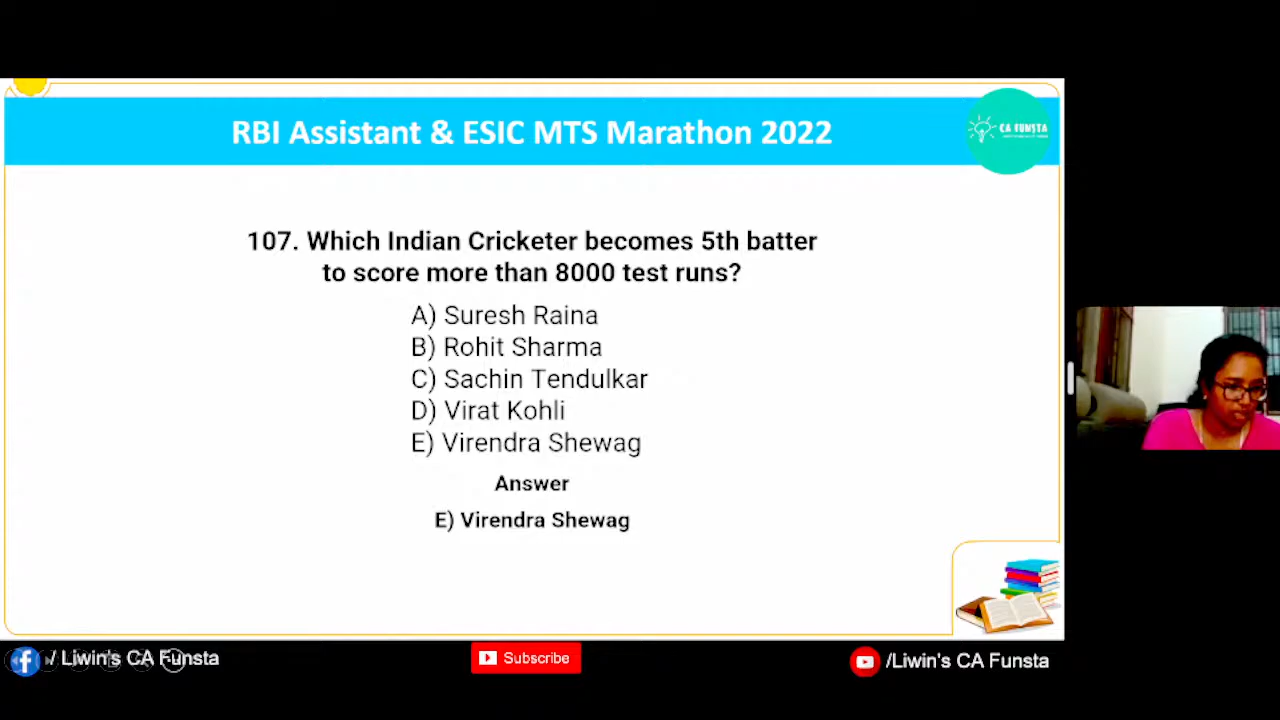 RBI Assistant & ESIC MTS Marathon 2022
CA FUNSTA
107. Which Indian Cricketer becomes 5th batter
to score more than 8000 test runs?
A) Suresh Raina
B) Rohit Sharma
C) Sachin Tendulkar
D) Virat Kohli
E) Virendra Shewag
Answer
E) Virendra Shewag
/ Liwin's CA Funsta
Subscribe
/Liwin's CA Funsta